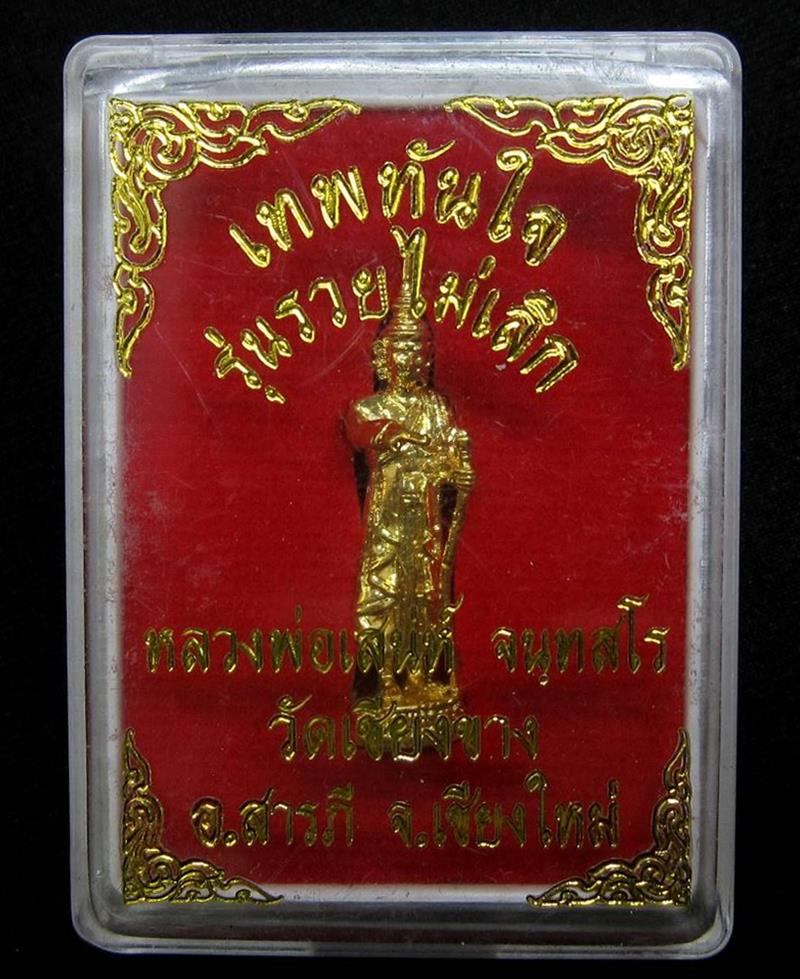 เทพทันใจ
รุ่นรวยไม่เลิก
หลวงพ่อเสน่ห์ จนฺทสโร
วัดเชียงขาง
อ.สารภี จ.เชียงใหม่